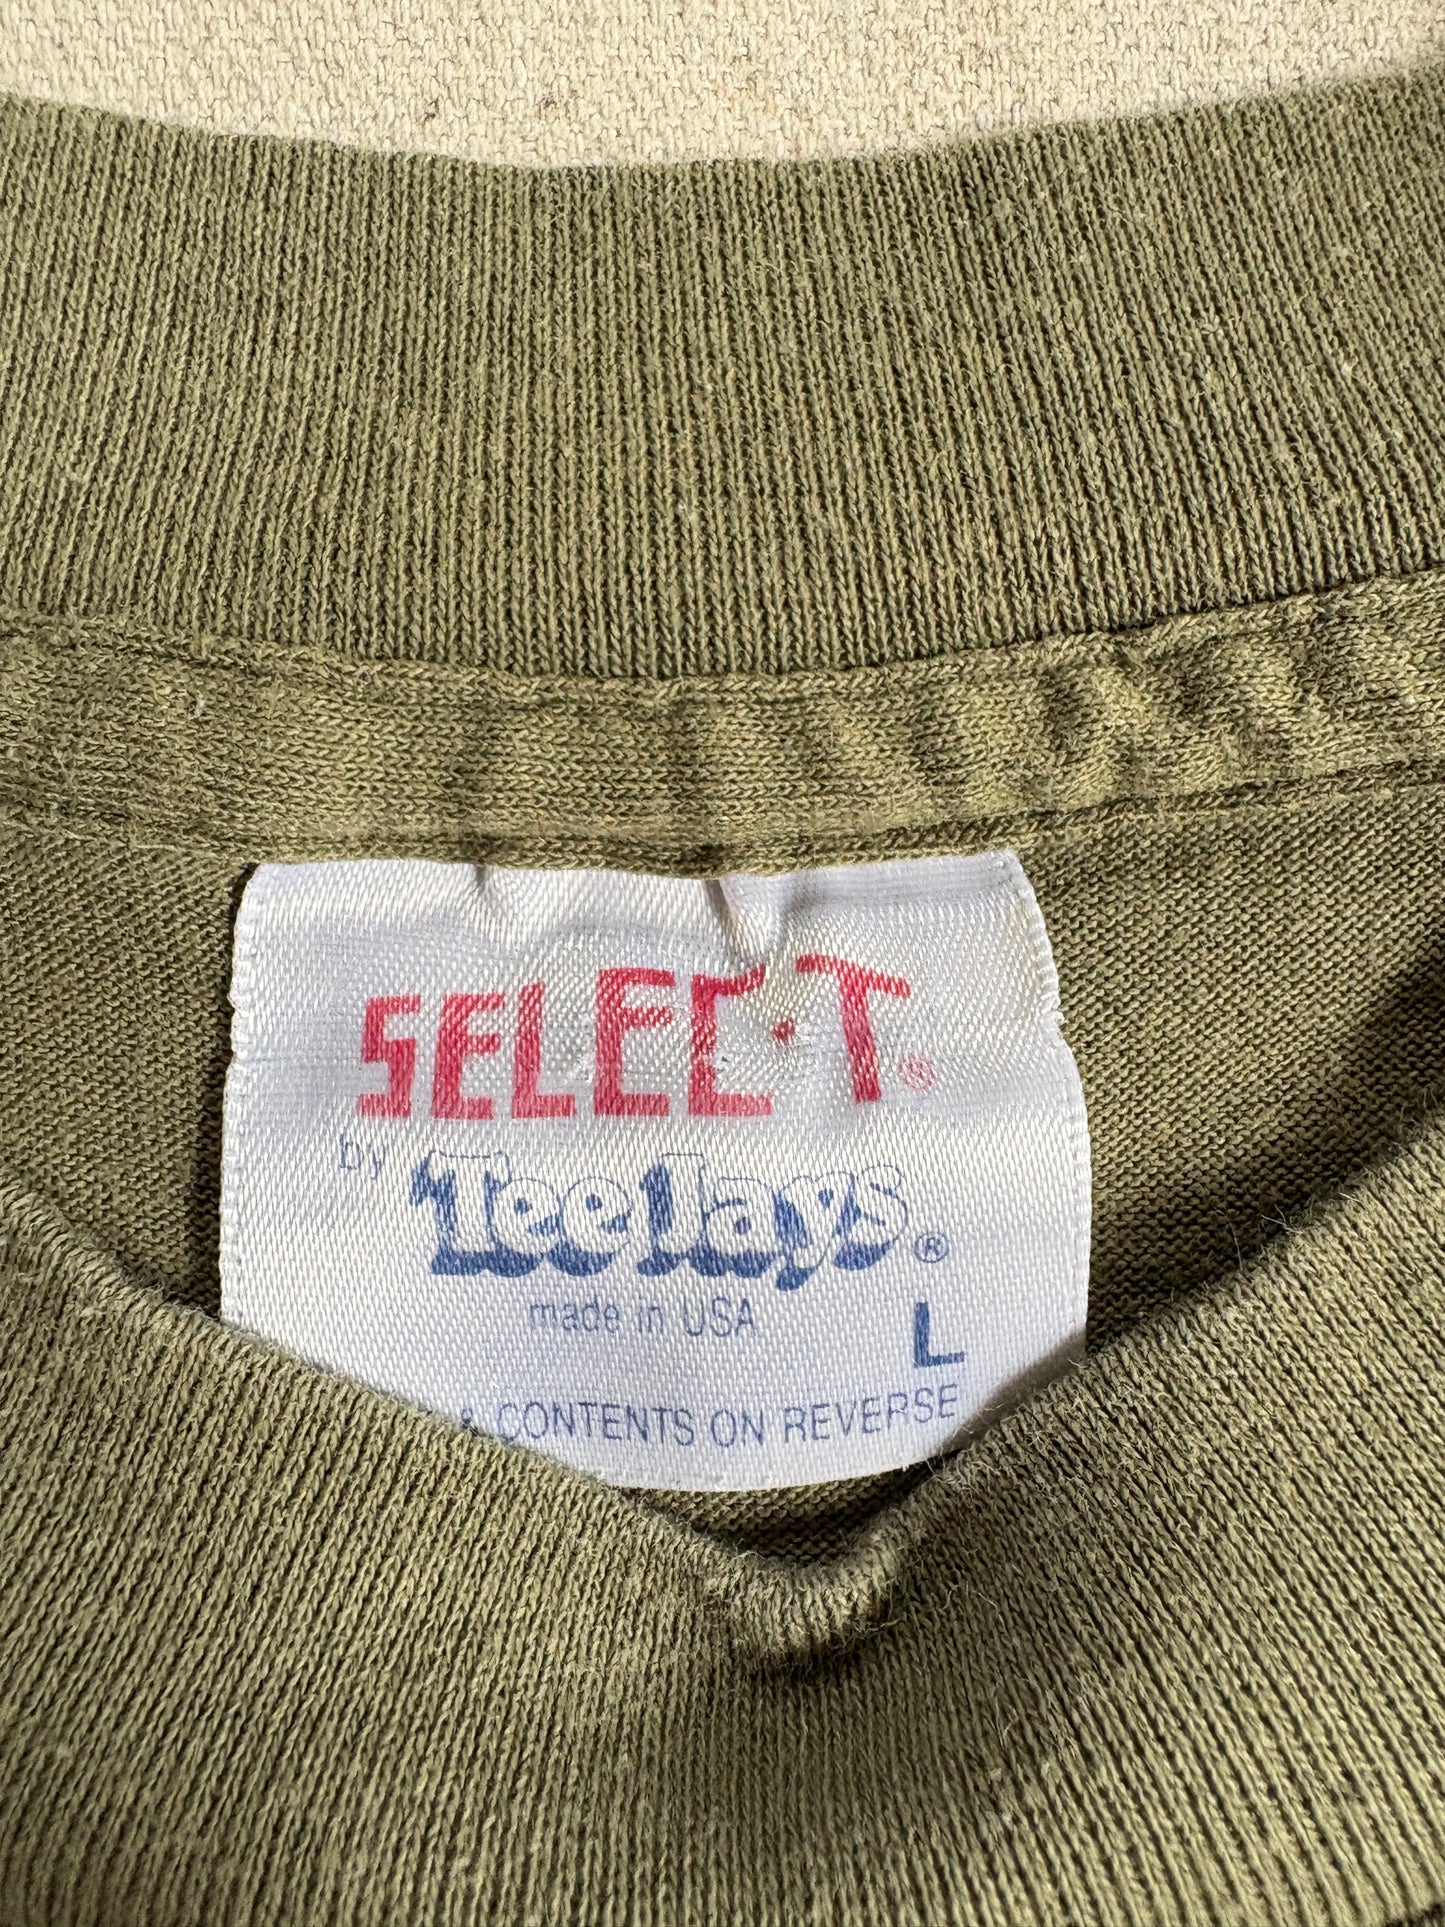 SELEC·T®
by TeeJays®
made in USA
L
& CONTENTS ON REVERSE